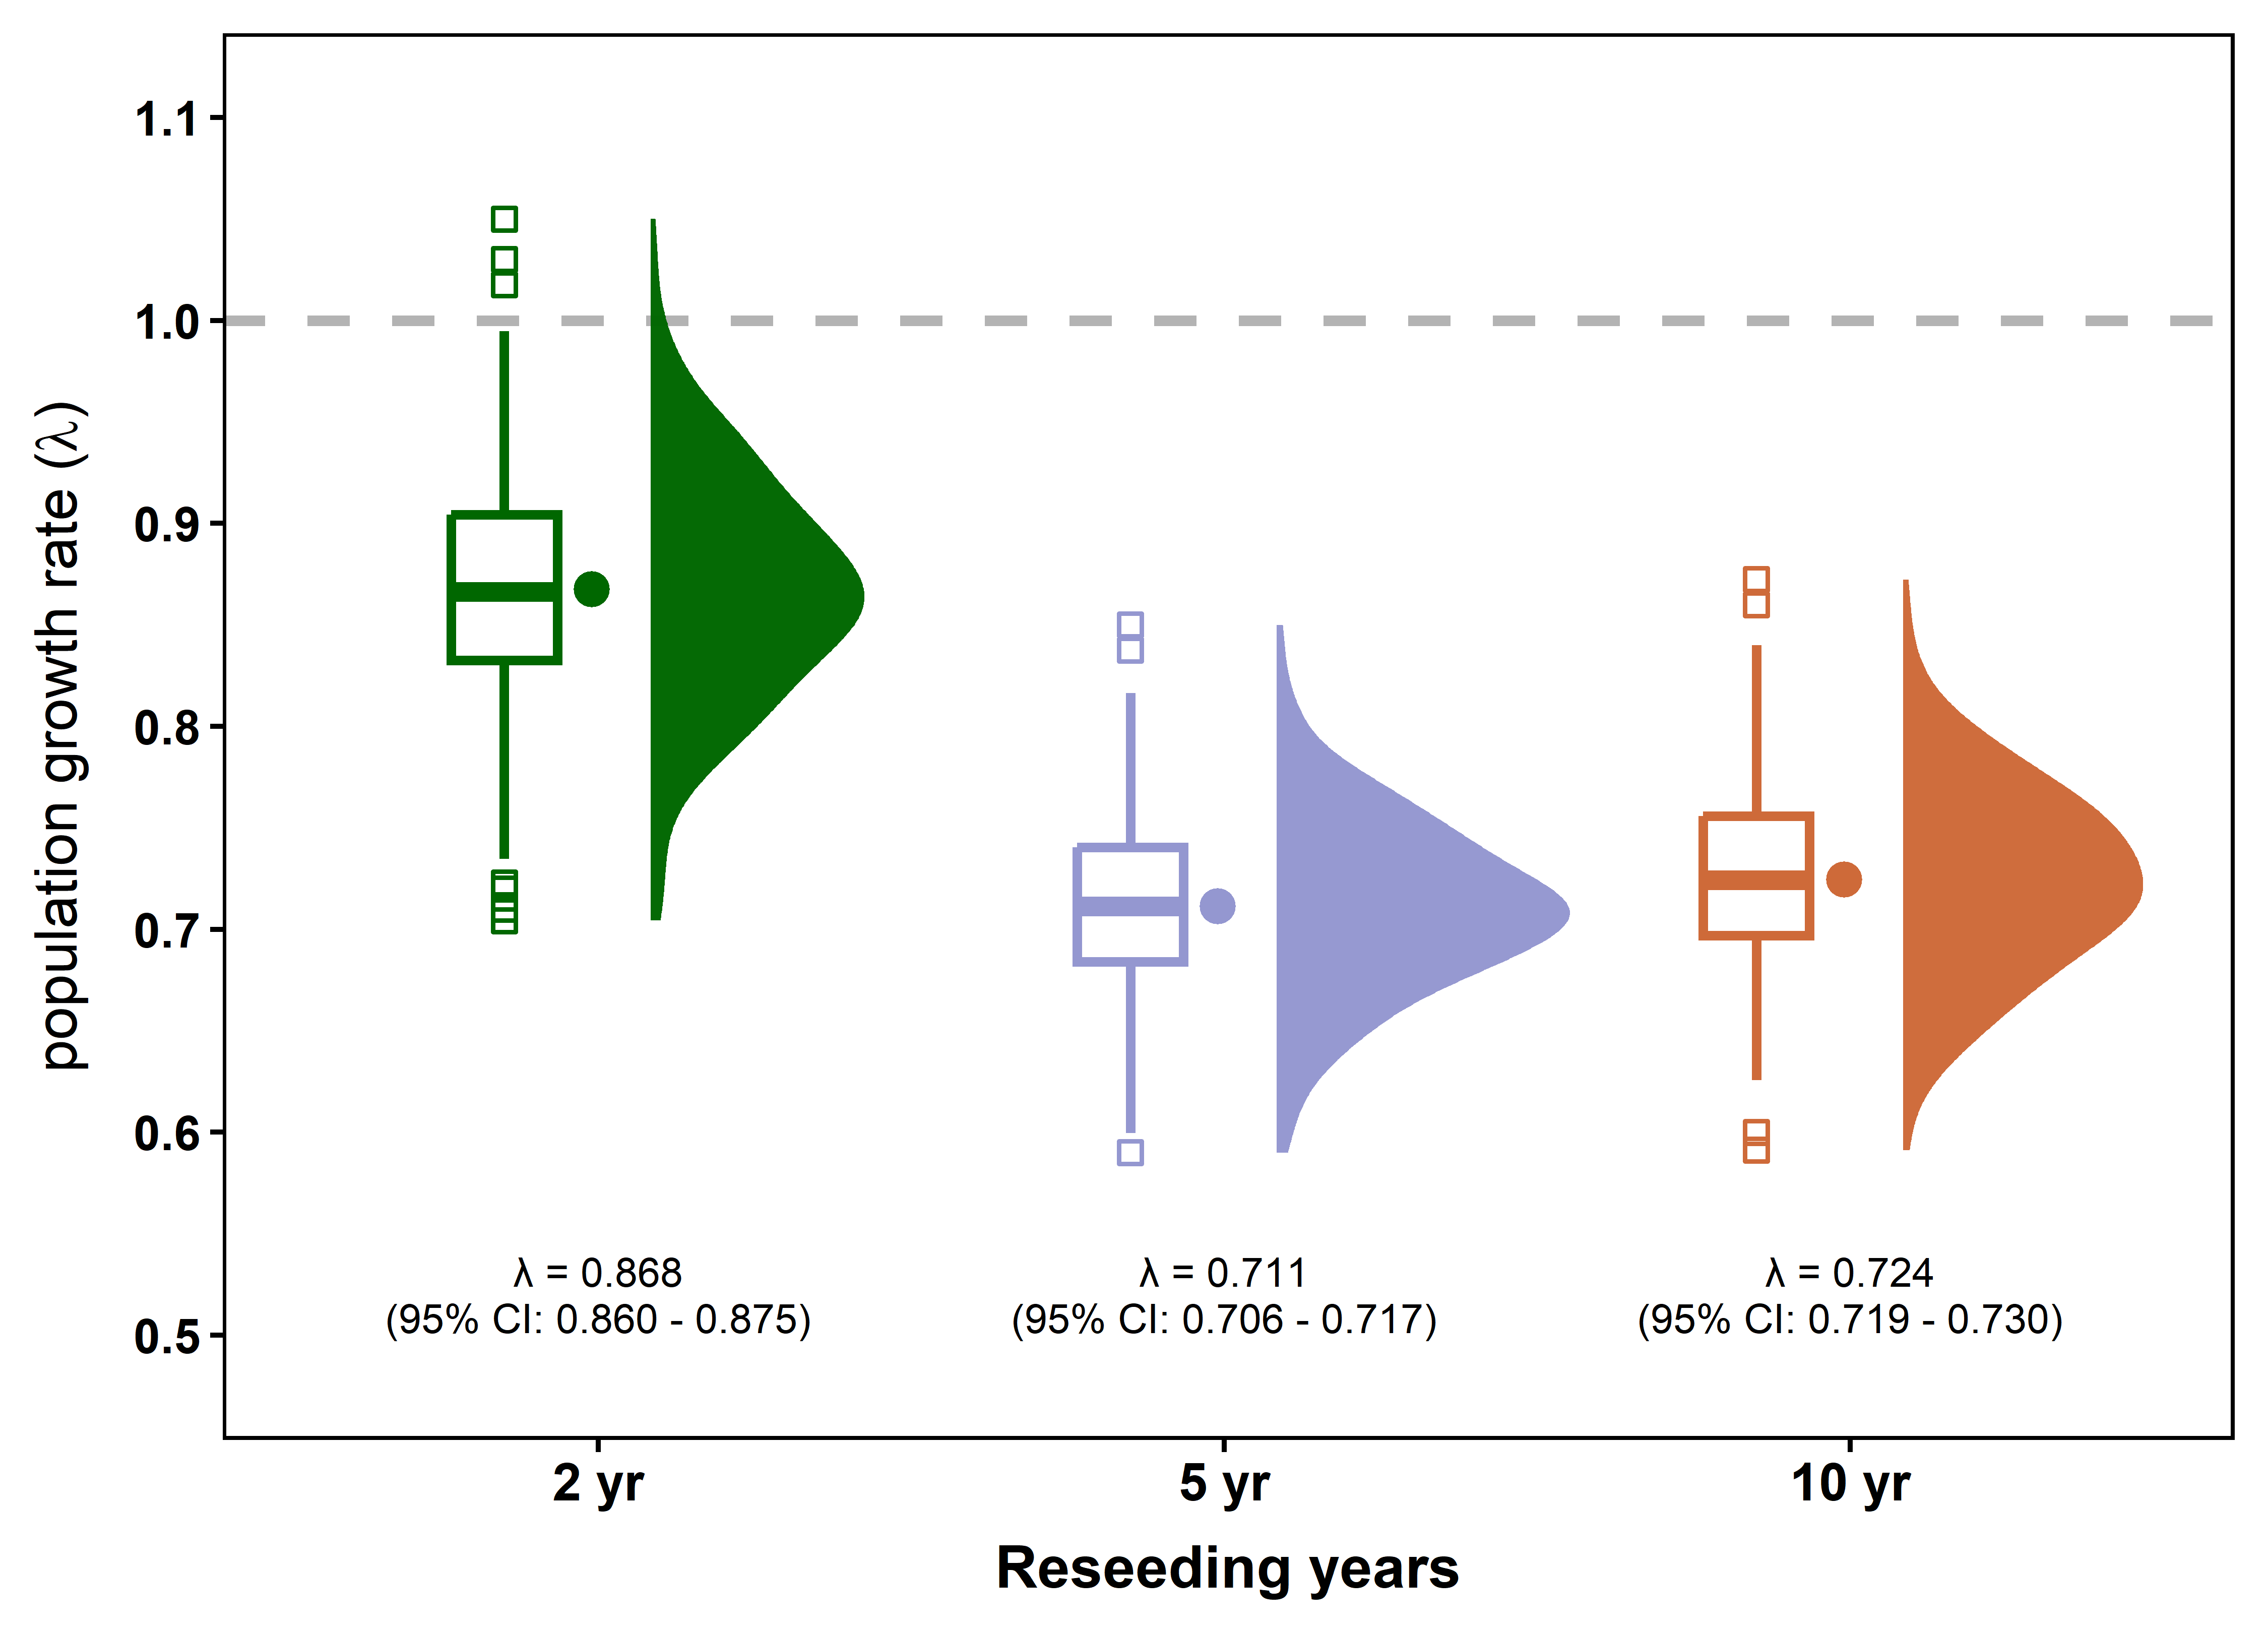 1.1
1.0
0.9
0.8
0.7
0.6
0.5
population growth rate (λ)
λ = 0.868
(95% CI: 0.860 - 0.875)
λ = 0.711
(95% CI: 0.706 - 0.717)
λ = 0.724
(95% CI: 0.719 - 0.730)
2 yr
5 yr
10 yr
Reseeding years